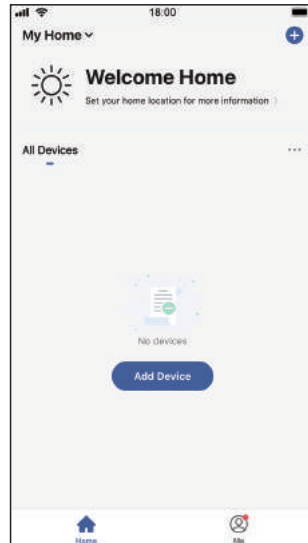 18:00
My Home
Welcome Home
Set your home location for more information
All Devices
No devices
Add Device
Home
Me